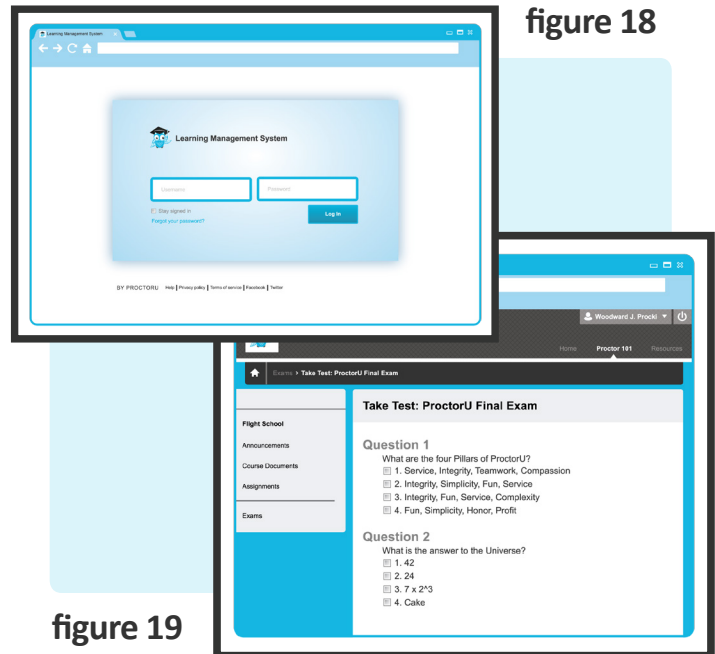 figure 18
Learning Management System
Learning Management System
Username
Password
Stay signed in
Forgot your password?
Log In
BY PROCTORU Help | Privacy policy | Terms of service | Facebook | Twitter
Woodward J. Procki
Home Proctor 101 Resources
Exams > Take Test: ProctorU Final Exam
Flight School
Announcements
Course Documents
Assignments
Exams
Take Test: ProctorU Final Exam
Question 1
What are the four Pillars of ProctorU?
1. Service, Integrity, Teamwork, Compassion
2. Integrity, Simplicity, Fun, Service
3. Integrity, Fun, Service, Complexity
4. Fun, Simplicity, Honor, Profit
Question 2
What is the answer to the Universe?
1. 42
2. 24
3. 7 x 2^3
4. Cake
figure 19